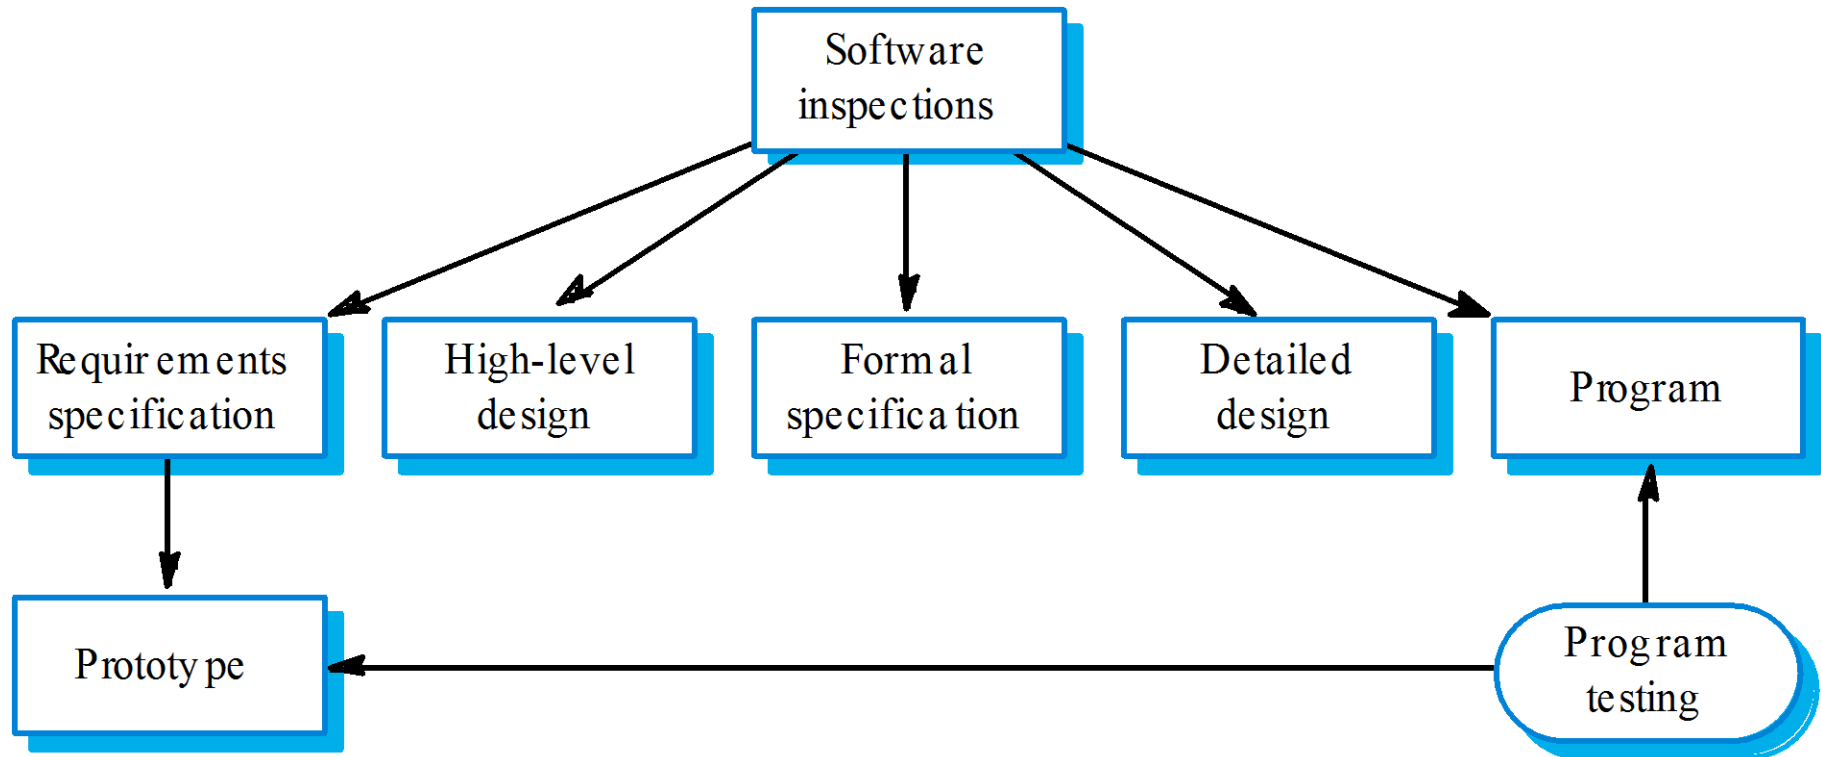 Software
inspections
Requirements
specification
High-level
design
Formal
specification
Detailed
design
Program
Prototype
Program
testing